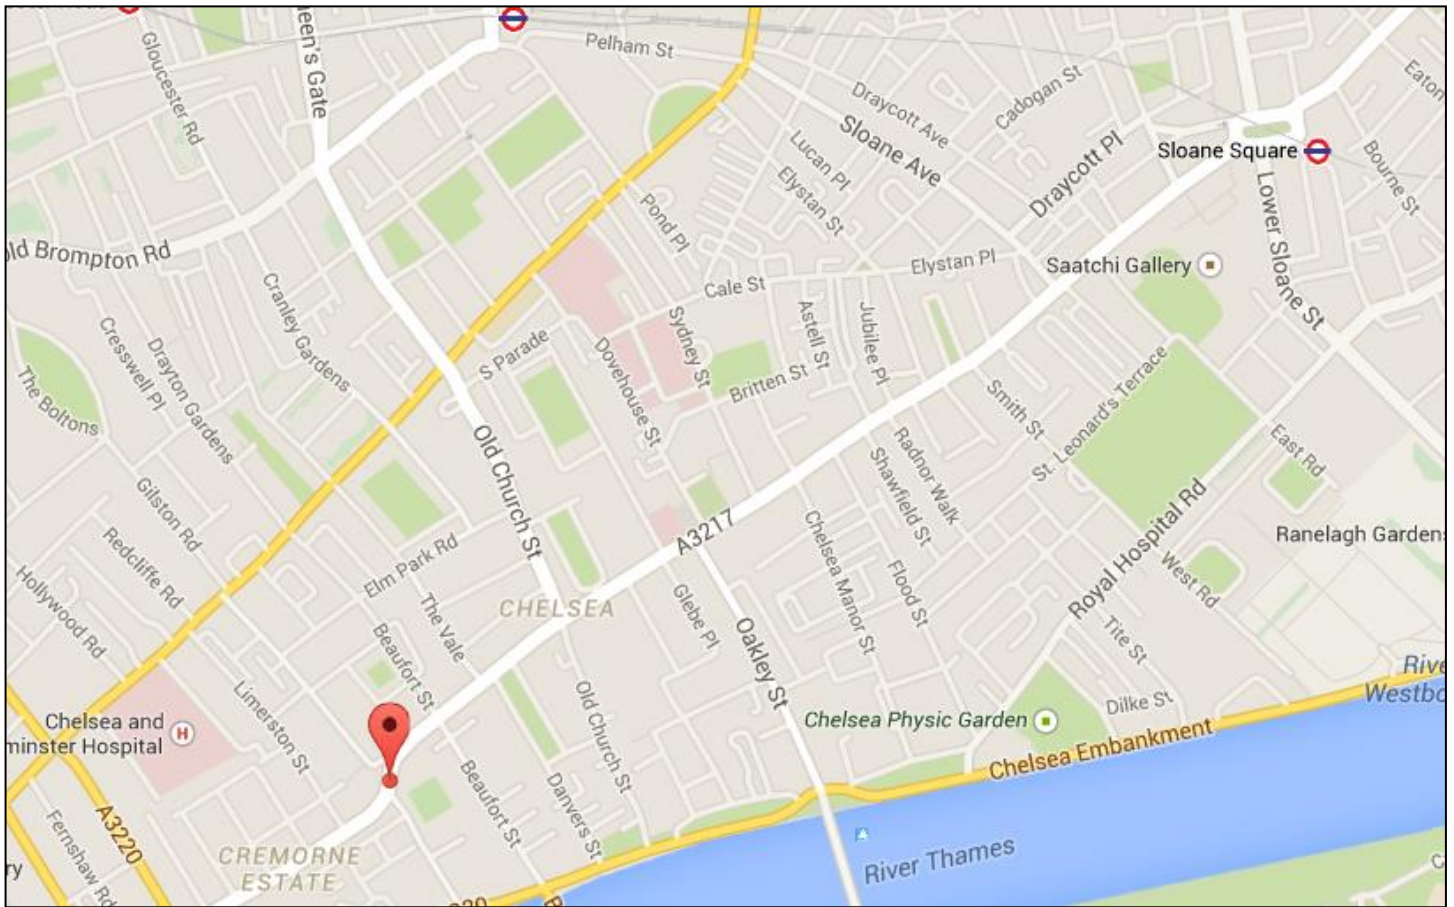 een's Gate
Gloucester Rd
Pelham St
Cadogan St
Draycott Ave
Sloane Ave
Eaton
Lucan Pl
Elystan St
Draycott Pl
Sloane Square
Bourne St
Lower Sloane St
Pond Pl
ld Brompton Rd
Elystan Pl
Saatchi Gallery
Cale St
Cranley Gardens
Cresswell Pl
Drayton Gardens
The Boltons
S Parade
Dovehouse St
Sydney St
Astell St
Jubilee Pl
Britten St
Smith St
St. Leonard's Terrace
Old Church St
Radnor Walk
Shawfield St
East Rd
Gilston Rd
Redcliffe Rd
Hollywood Rd
Elm Park Rd
A3217
Chelsea Manor St
Flood St
Royal Hospital Rd
Ranelagh Gardens
West Rd
CHELSEA
The Vale
Beaufort St
Glebe Pl
Oakley St
Tite St
Dilke St
Rive
Westbo
Limerston St
Old Church St
Chelsea and
minster Hospital
H
Chelsea Physic Garden
Chelsea Embankment
Beaufort St
Danvers St
A3220
Fernshaw Rd
CREMORNE
ESTATE
River Thames
ry